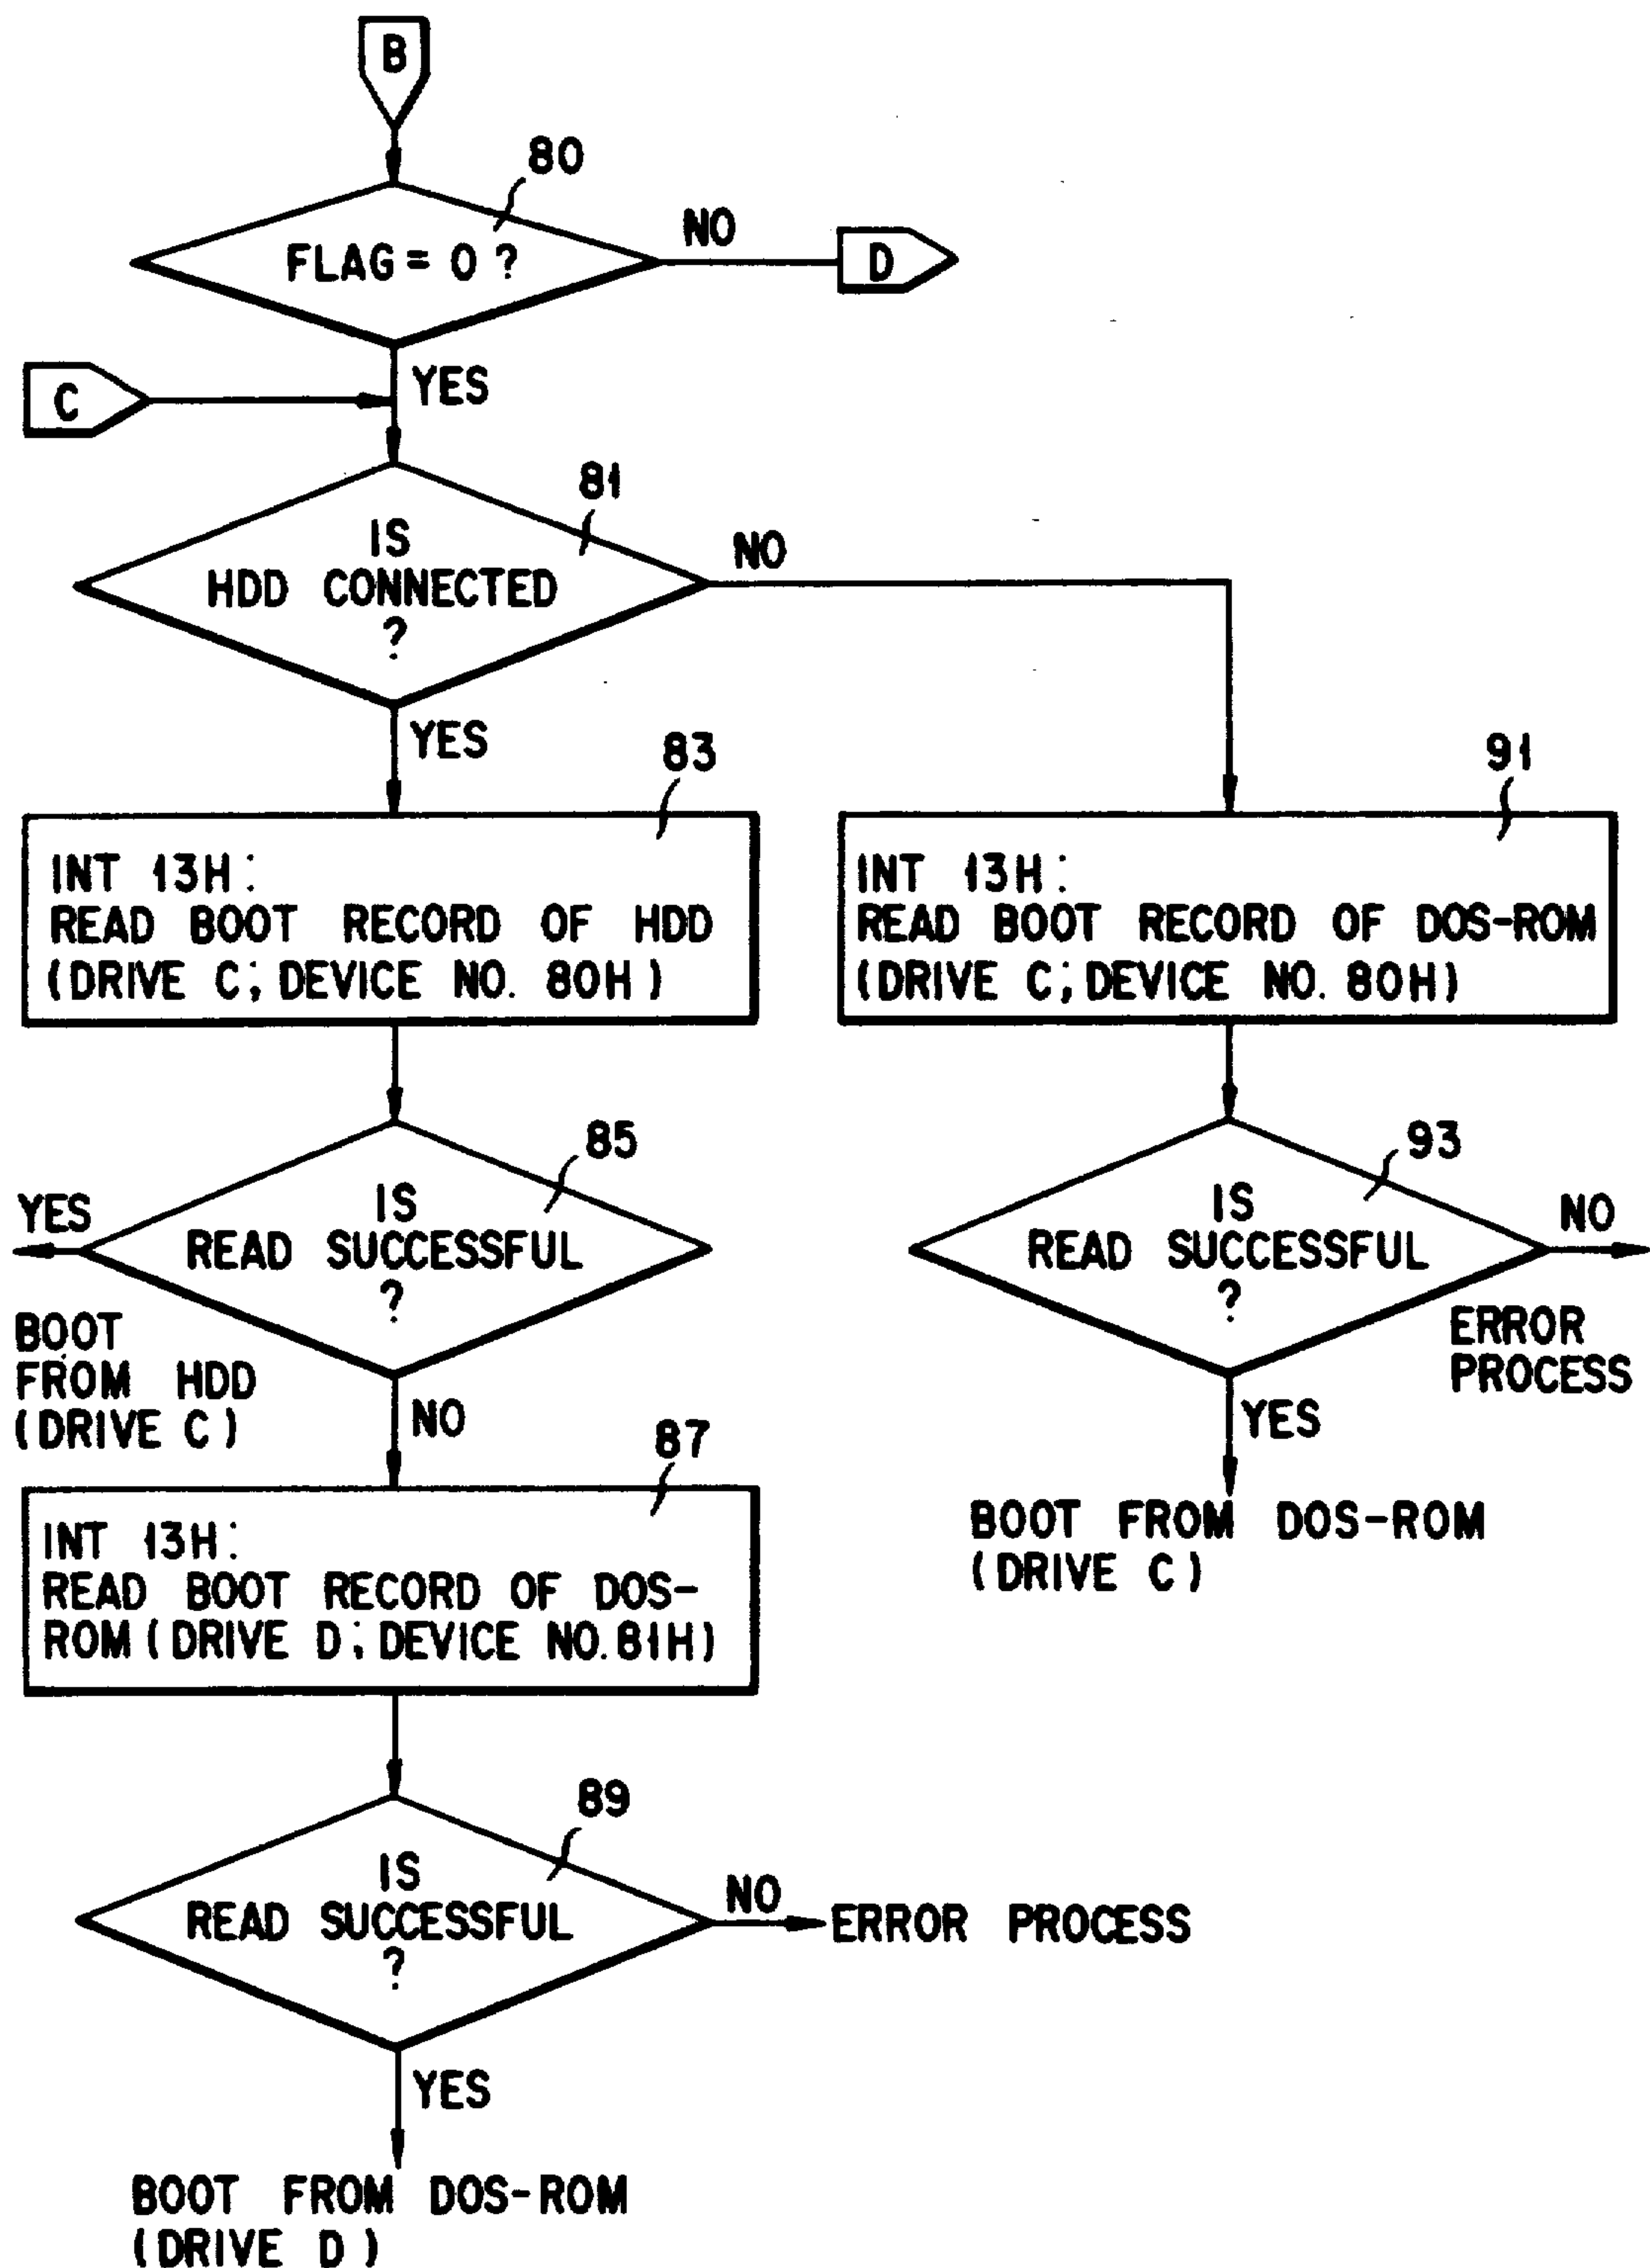 B
80
FLAG = 0 ?
NO
D
YES
C
81
IS
HDD CONNECTED
?
NO
YES
83
INT 13H:
READ BOOT RECORD OF HDD
(DRIVE C; DEVICE NO. 80H)
91
INT 13H:
READ BOOT RECORD OF DOS-ROM
(DRIVE C; DEVICE NO. 80H)
85
IS
READ SUCCESSFUL
?
YES
BOOT
FROM HDD
(DRIVE C)
NO
93
IS
READ SUCCESSFUL
?
NO
ERROR
PROCESS
YES
BOOT FROM DOS-ROM
(DRIVE C)
87
INT 13H:
READ BOOT RECORD OF DOS-
ROM (DRIVE D; DEVICE NO. 81H)
89
IS
READ SUCCESSFUL
?
NO
ERROR PROCESS
YES
BOOT FROM DOS-ROM
(DRIVE D)